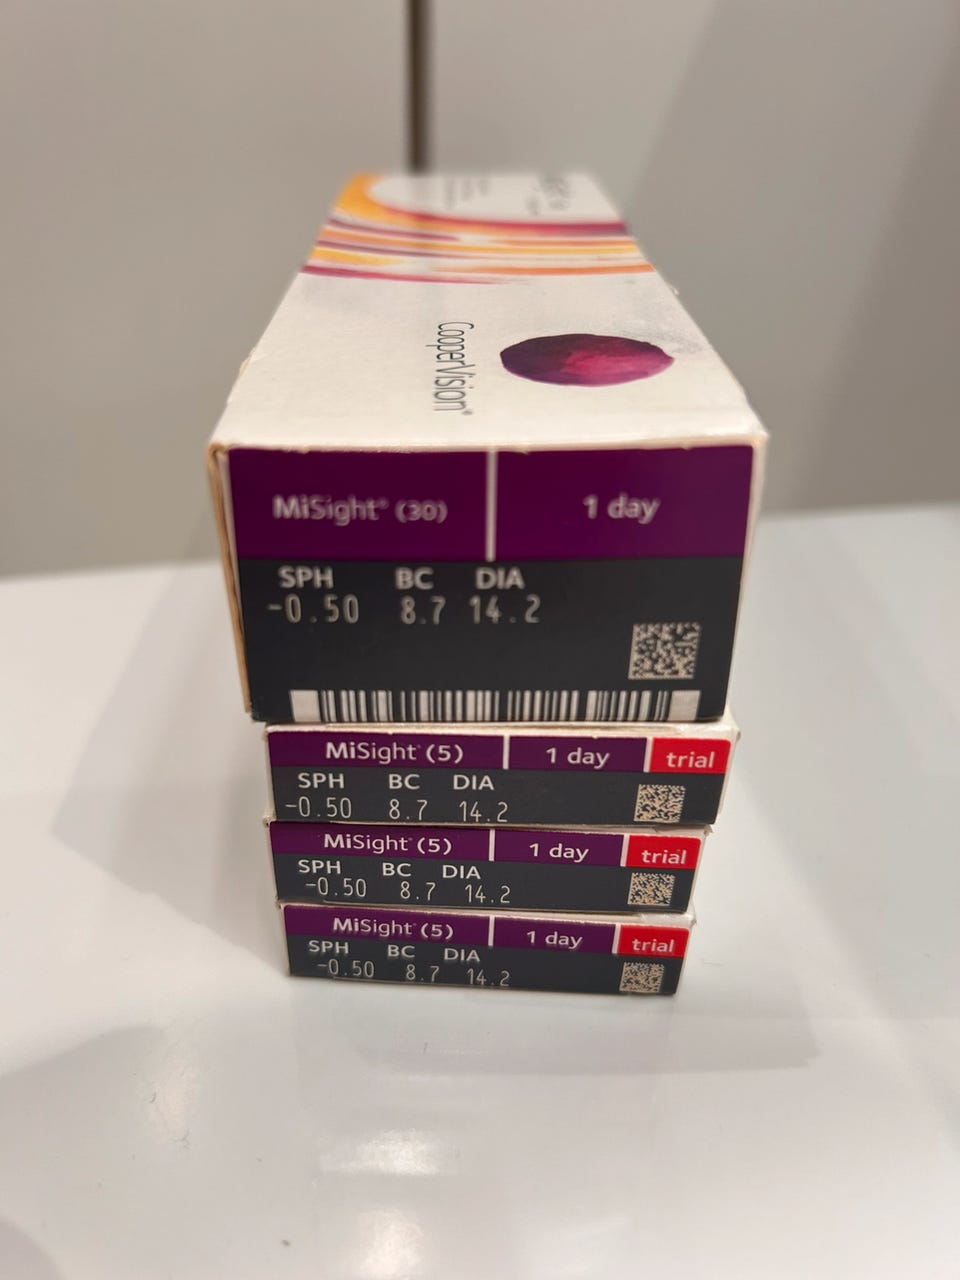 CooperVision®
MiSight® (30) 1 day
SPH BC DIA
-0.50 8.7 14.2
MiSight® (5) 1 day trial
SPH BC DIA
-0.50 8.7 14.2
MiSight® (5) 1 day trial
SPH BC DIA
-0.50 8.7 14.2
MiSight® (5) 1 day trial
SPH BC DIA
-0.50 8.7 14.2